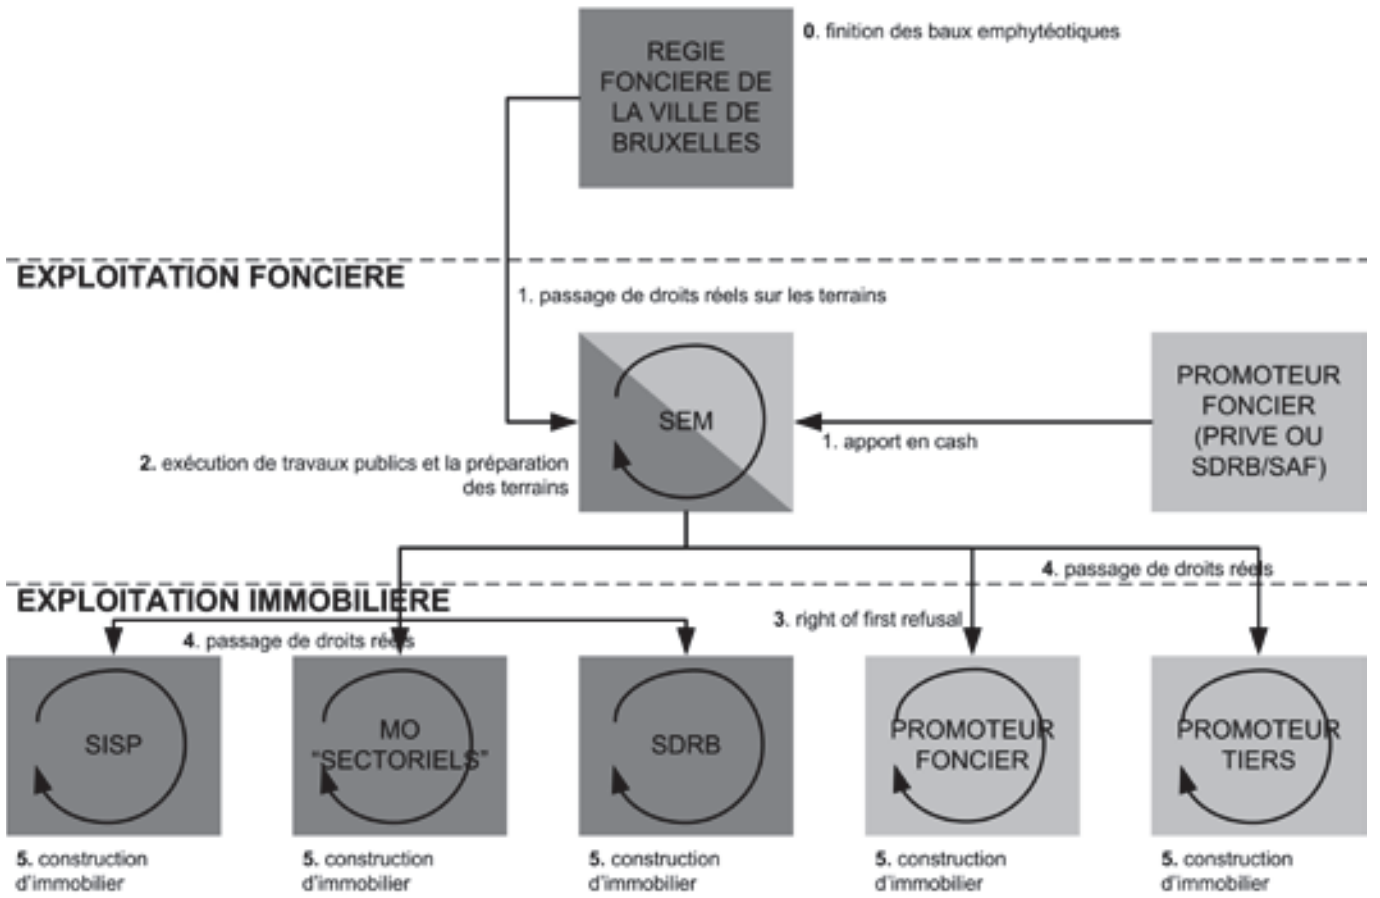 REGIE
FONCIERE DE
LA VILLE DE
BRUXELLES
0. finition des baux emphytéotiques
EXPLOITATION FONCIERE
1. passage de droits réels sur les terrains
SEM
PROMOTEUR
FONCIER
(PRIVE OU
SDRB/SAF)
1. apport en cash
2. exécution de travaux publics et la préparation
des terrains
4. passage de droits réels
EXPLOITATION IMMOBILIERE
3. right of first refusal
4. passage de droits réels
SISP
MO
"SECTORIELS"
SDRB
PROMOTEUR
FONCIER
PROMOTEUR
TIERS
5. construction
d'immobilier
5. construction
d'immobilier
5. construction
d'immobilier
5. construction
d'immobilier
5. construction
d'immobilier